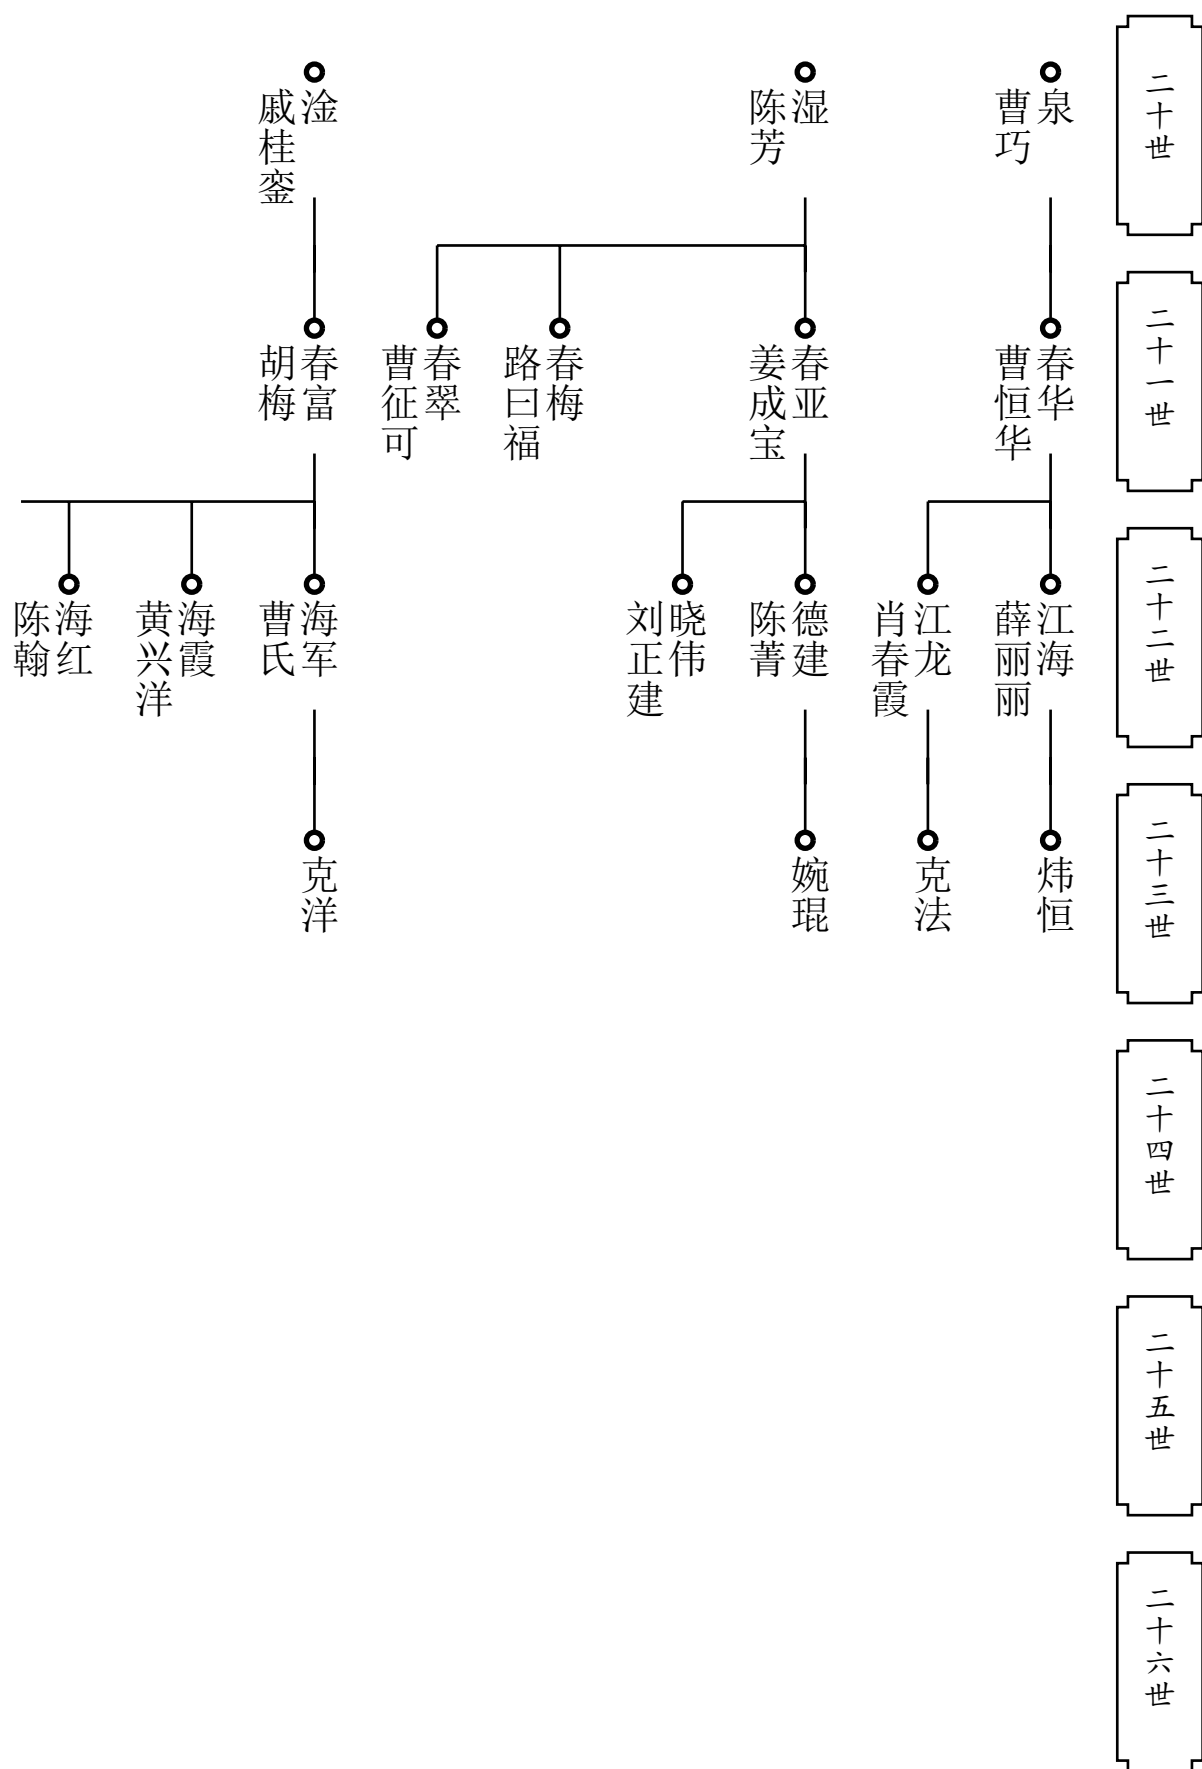 二十世
泉
曹巧
湿
陈芳
淦
戚桂銮
二十一世
春华
曹恒华
春亚
姜成宝
春梅
路曰福
春翠
曹征可
春富
胡梅
二十二世
江海
薛丽丽
江龙
肖春霞
德建
陈菁
晓伟
刘正建
海军
曹氏
海霞
黄兴洋
海红
陈翰
二十三世
炜恒
克法
婉琨
克洋
二十四世
二十五世
二十六世